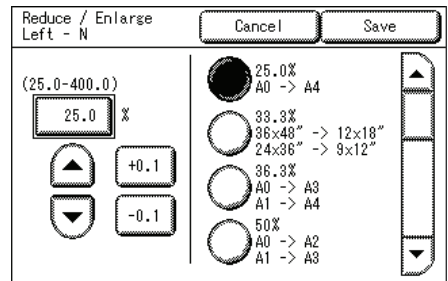 Reduce / Enlarge
Left - N
Cancel
Save
(25.0-400.0)
25.0 %
+0.1
-0.1
25.0%
A0 -> A4
33.3%
36x48" -> 12x18"
24x36" -> 9x12"
36.3%
A0 -> A3
A1 -> A4
50%
A0 -> A2
A1 -> A3